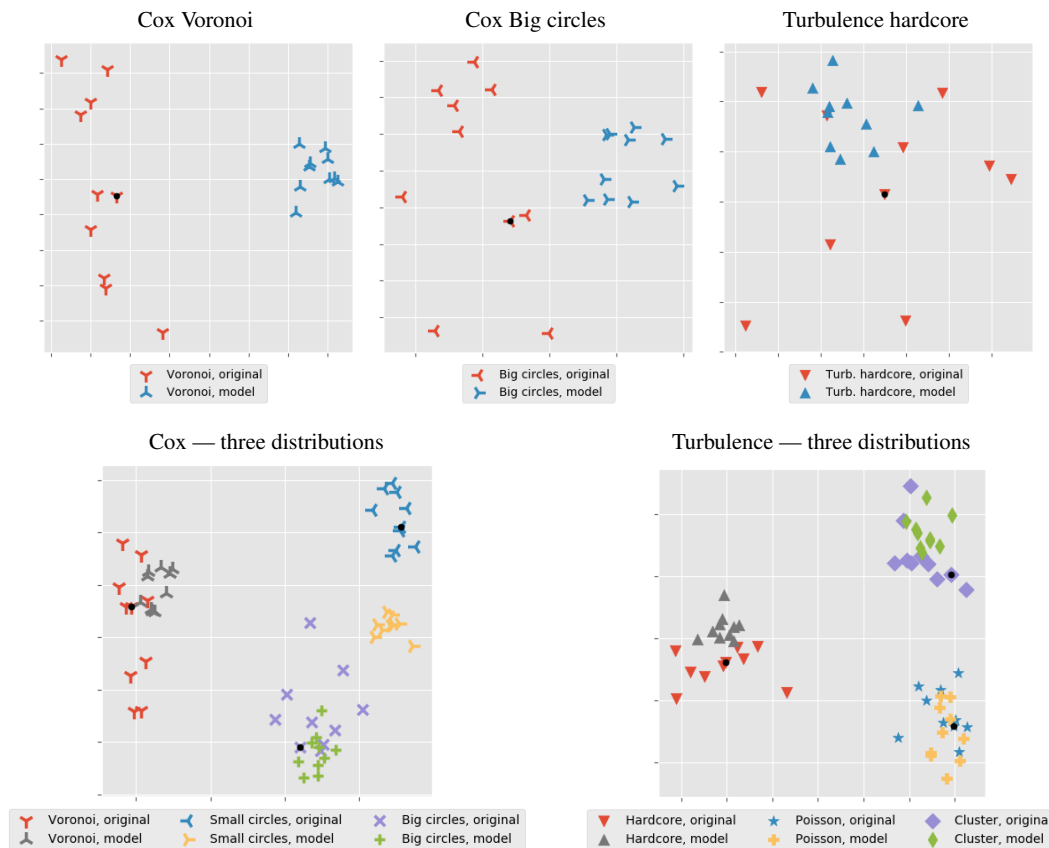 Cox Voronoi
Cox Big circles
Turbulence hardcore
Voronoi, original
Voronoi, model
Big circles, original
Big circles, model
Turb. hardcore, original
Turb. hardcore, model
Cox — three distributions
Turbulence — three distributions
Voronoi, original Small circles, original Big circles, original
Voronoi, model Small circles, model Big circles, model
Hardcore, original Poisson, original Cluster, original
Hardcore, model Poisson, model Cluster, model